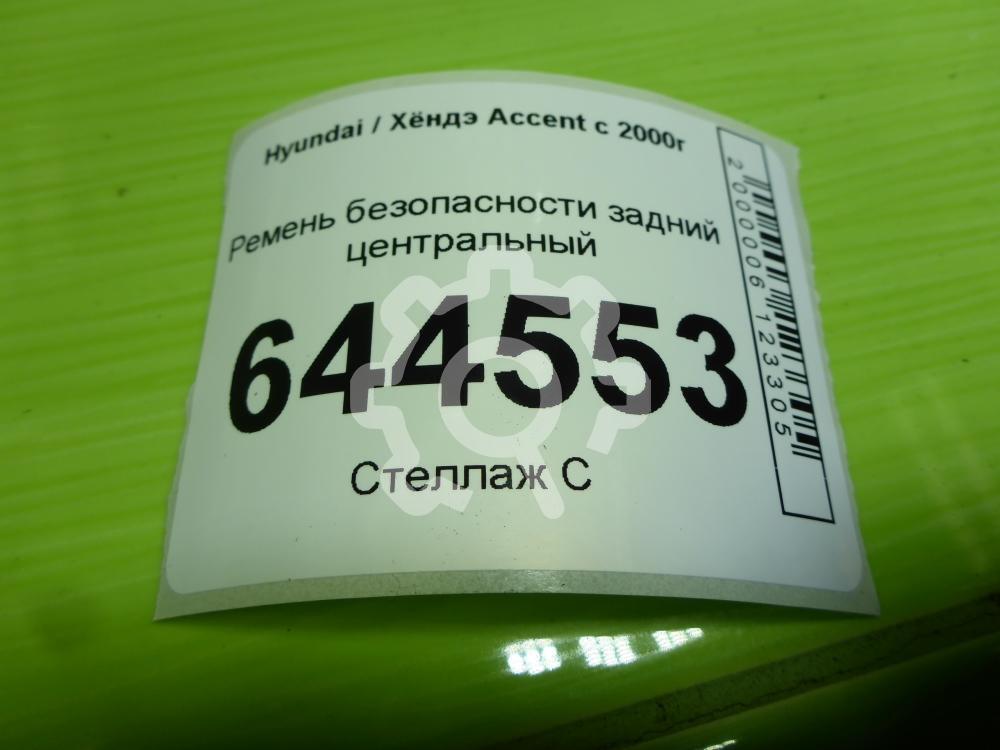 Hyundai / Хёндэ Accent с 2000г
Ремень безопасности задний
центральный
644553
Стеллаж С
2000006123305